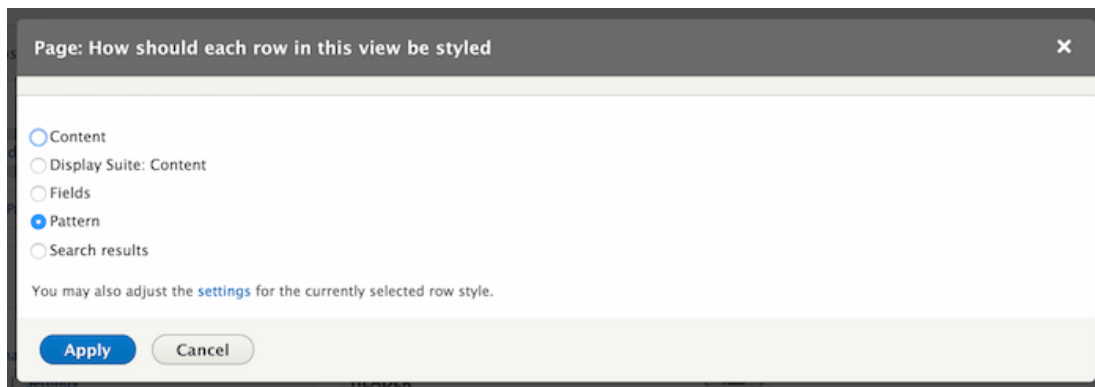 Page: How should each row in this view be styled
Content
Display Suite: Content
Fields
Pattern
Search results
You may also adjust the settings for the currently selected row style.
Apply Cancel